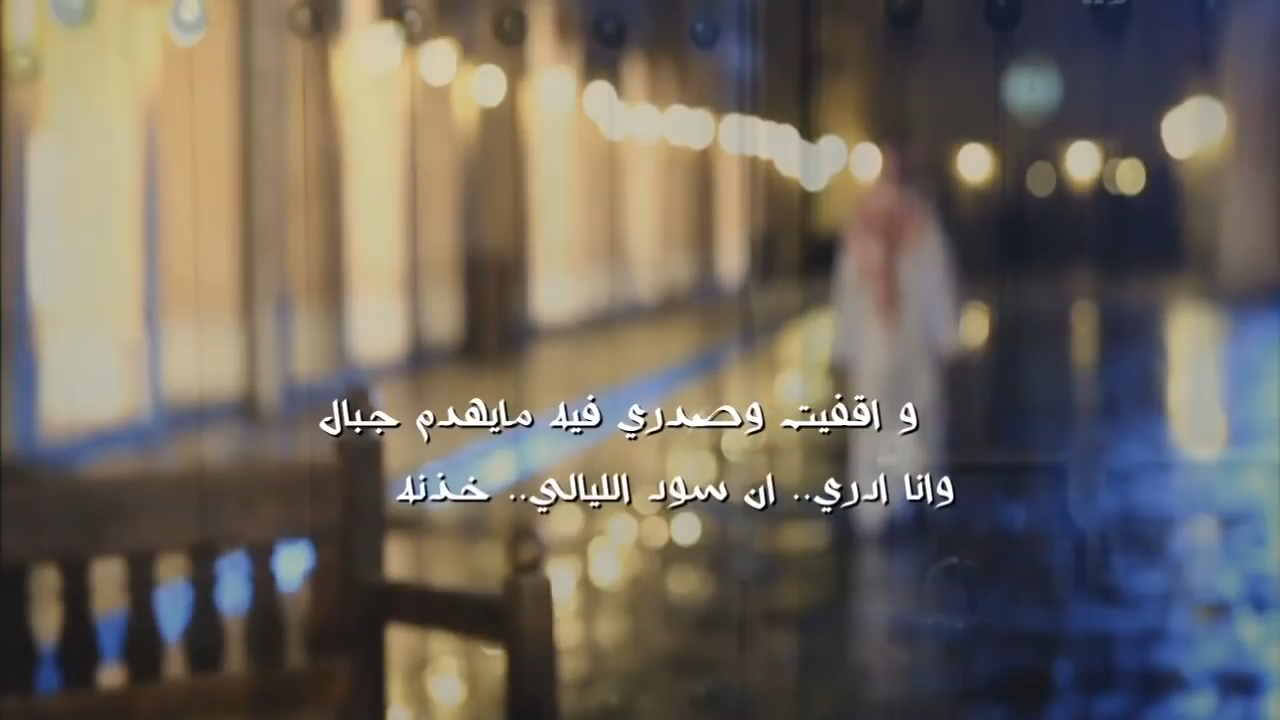 و اقفيت وصدري فيه مايهدم جبال
وانا ادري.. ان سود الليالي.. خذنه